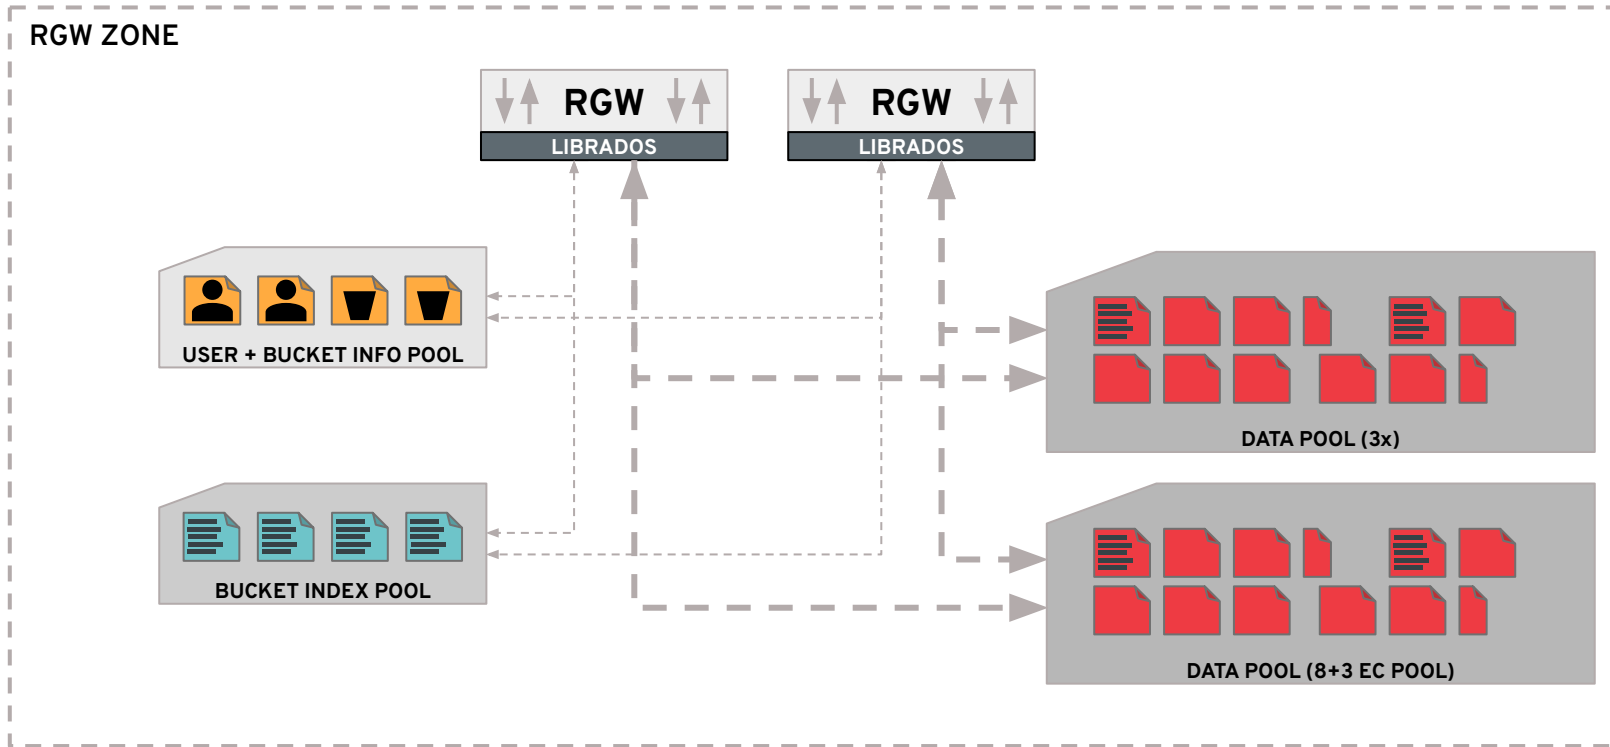 RGW ZONE
RGW
LIBRADOS
RGW
LIBRADOS
USER + BUCKET INFO POOL
BUCKET INDEX POOL
DATA POOL (3x)
DATA POOL (8+3 EC POOL)